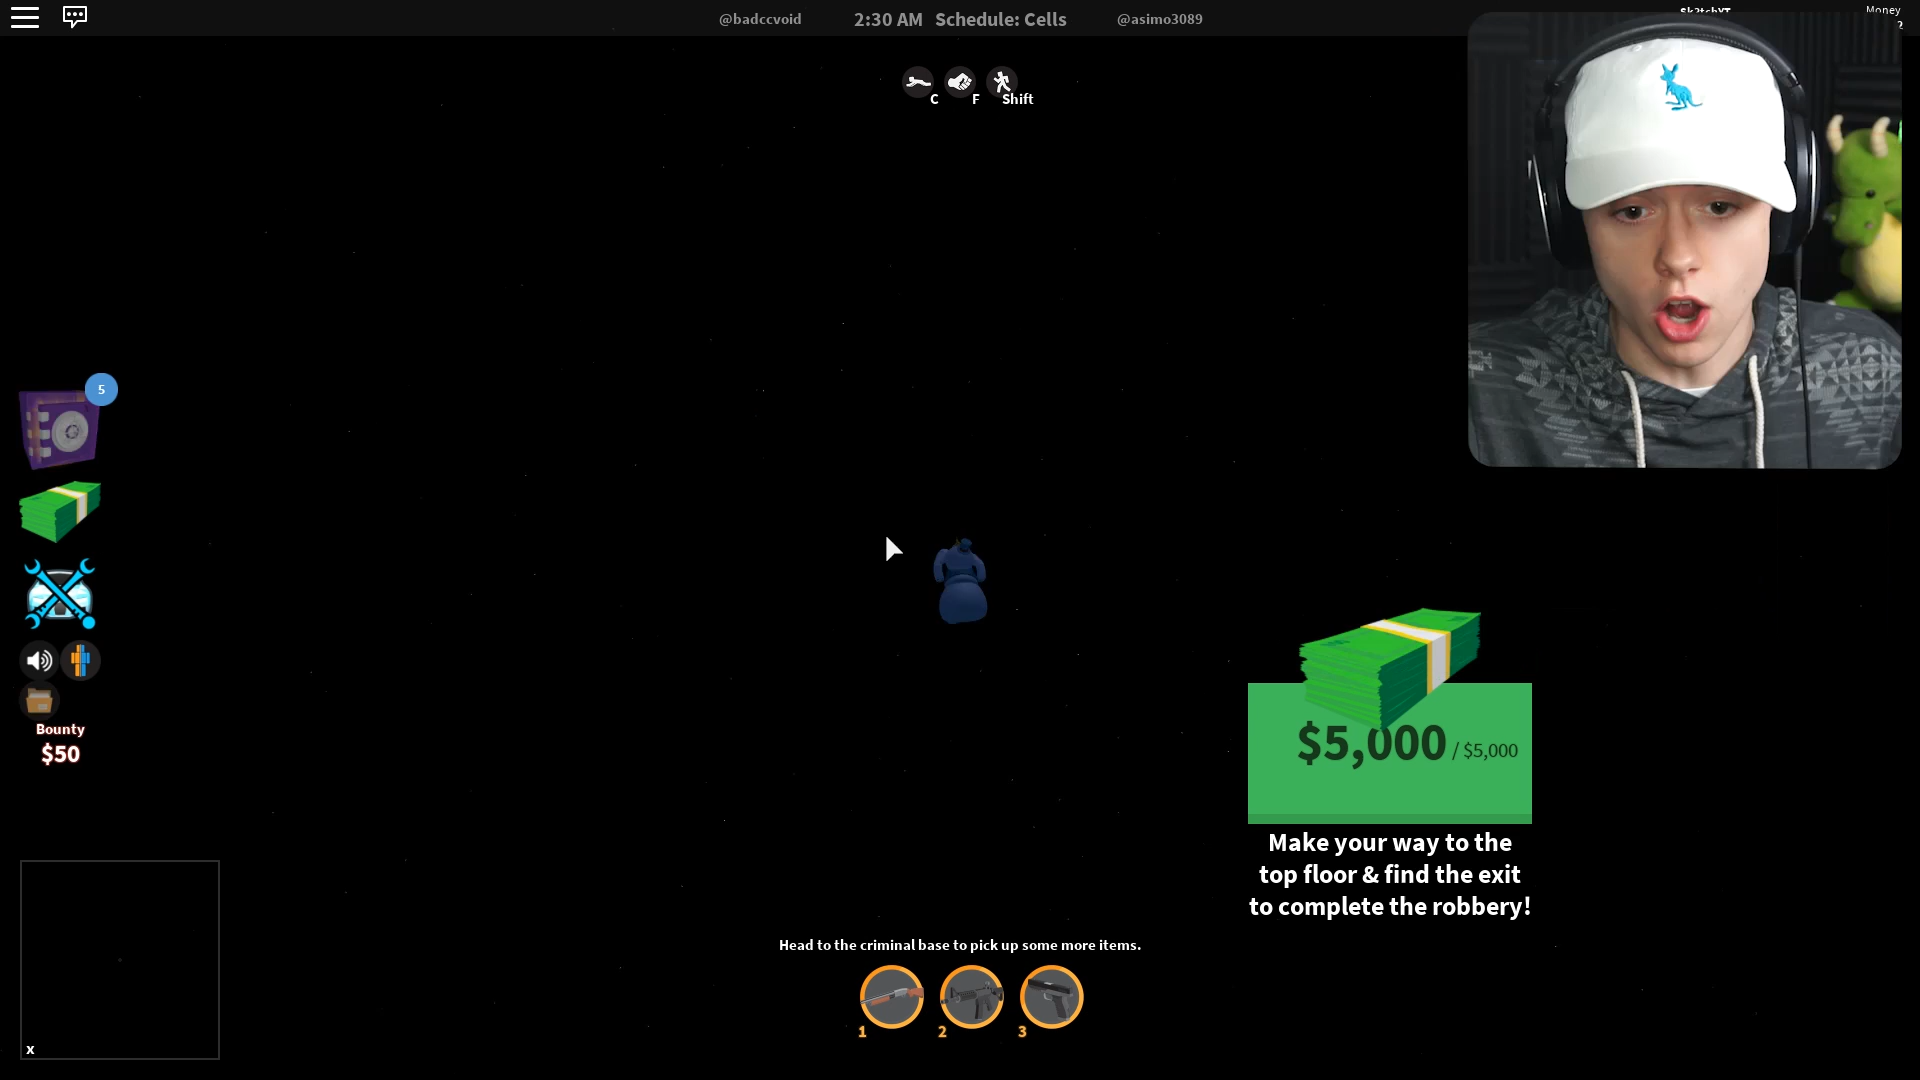 @badccvoid 2:30 AM Schedule: Cells @asimo3089
Sk3tchYT Money
C F Shift
5
Bounty
$50
$5,000 / $5,000
Make your way to the
top floor & find the exit
to complete the robbery!
Head to the criminal base to pick up some more items.
1 2 3
x